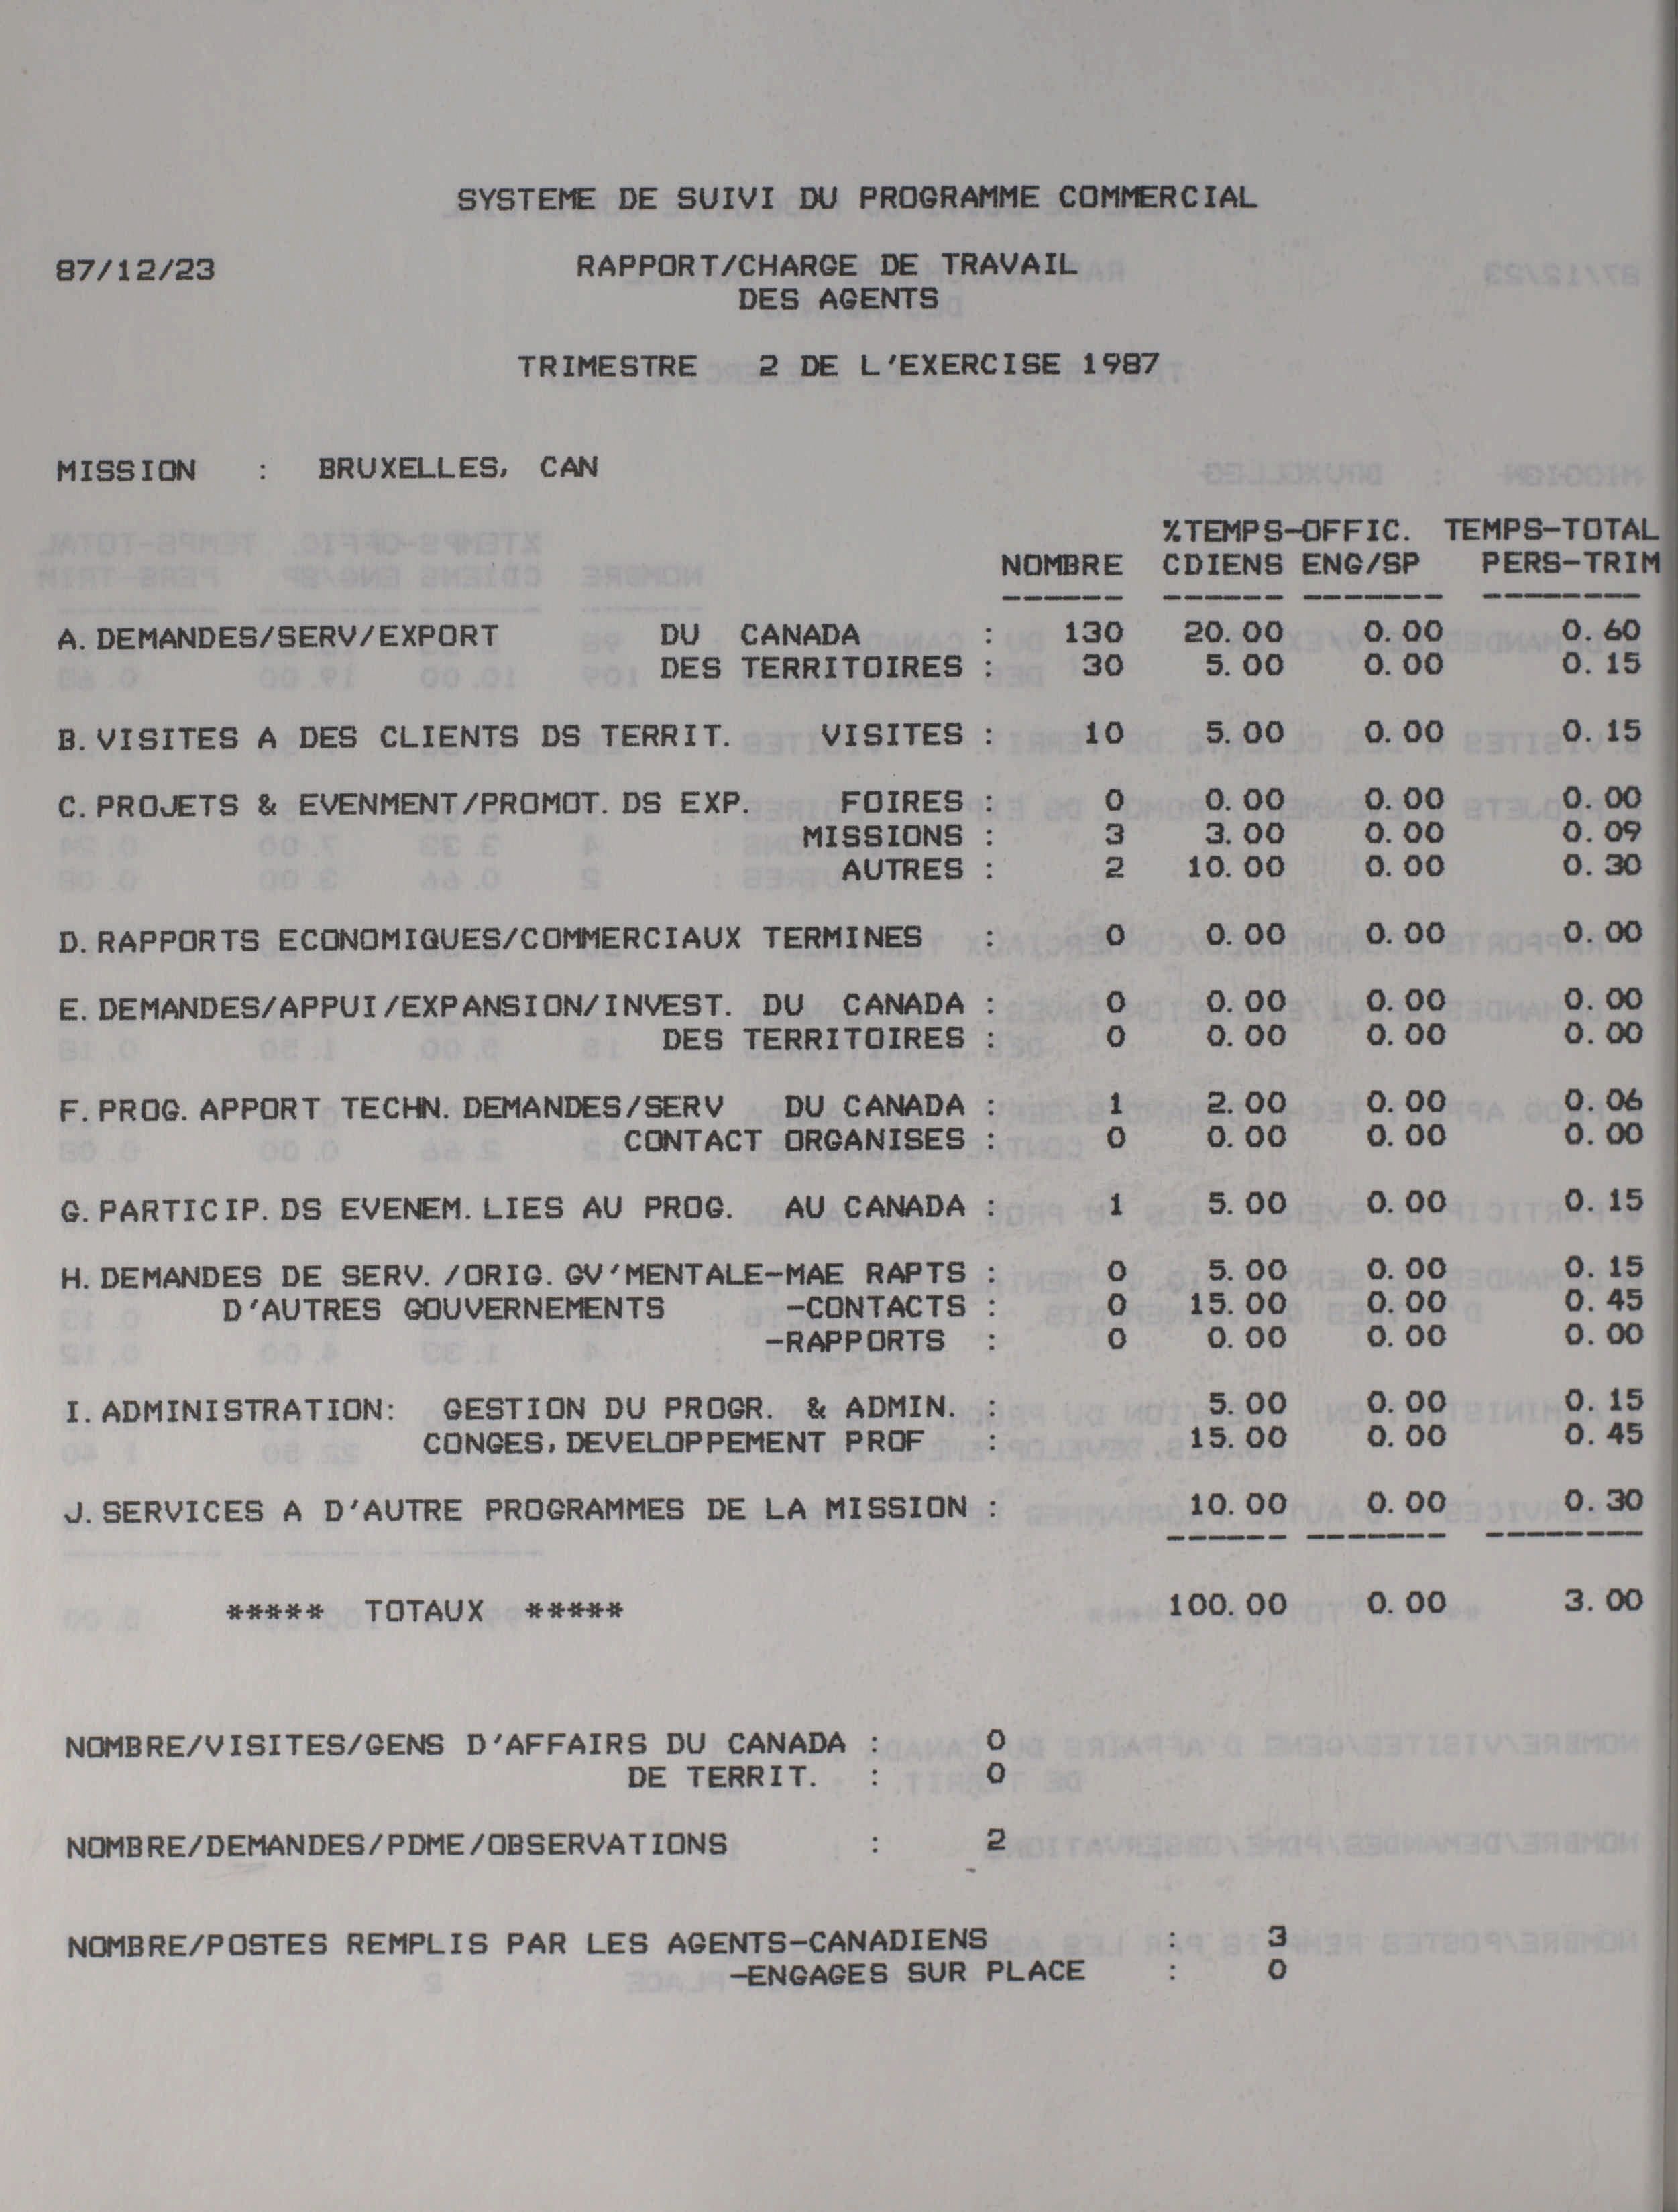 SYSTEME DE SUIVI DU PROGRAMME COMMERCIAL
87/12/23 RAPPORT/CHARGE DE TRAVAIL
DES AGENTS
TRIMESTRE 2 DE L'EXERCISE 1987
MISSION : BRUXELLES, CAN
%TEMPS-OFFIC. TEMPS-TOTAL
NOMBRE CDIENS ENG/SP PERS-TRIM
------ ------ ------- --------
A. DEMANDES/SERV/EXPORT DU CANADA : 130 20.00 0.00 0.60
DES TERRITOIRES : 30 5.00 0.00 0.15
B. VISITES A DES CLIENTS DS TERRIT. VISITES : 10 5.00 0.00 0.15
C. PROJETS & EVENMENT/PROMOT. DS EXP. FOIRES : 0 0.00 0.00 0.00
MISSIONS : 3 3.00 0.00 0.09
AUTRES : 2 10.00 0.00 0.30
D. RAPPORTS ECONOMIQUES/COMMERCIAUX TERMINES : 0 0.00 0.00 0.00
E. DEMANDES/APPUI/EXPANSION/INVEST. DU CANADA : 0 0.00 0.00 0.00
DES TERRITOIRES : 0 0.00 0.00 0.00
F. PROG. APPORT TECHN. DEMANDES/SERV DU CANADA : 1 2.00 0.00 0.06
CONTACT ORGANISES : 0 0.00 0.00 0.00
G. PARTICIP. DS EVENEM. LIES AU PROG. AU CANADA : 1 5.00 0.00 0.15
H. DEMANDES DE SERV. /ORIG. GV'MENTALE-MAE RAPTS : 0 5.00 0.00 0.15
D'AUTRES GOUVERNEMENTS -CONTACTS : 0 15.00 0.00 0.45
-RAPPORTS : 0 0.00 0.00 0.00
I. ADMINISTRATION: GESTION DU PROGR. & ADMIN. : 5.00 0.00 0.15
CONGES, DEVELOPPEMENT PROF : 15.00 0.00 0.45
J. SERVICES A D'AUTRE PROGRAMMES DE LA MISSION : 10.00 0.00 0.30
------ ------- --------
***** TOTAUX ***** 100.00 0.00 3.00
NOMBRE/VISITES/GENS D'AFFAIRS DU CANADA : 0
DE TERRIT. : 0
NOMBRE/DEMANDES/PDME/OBSERVATIONS : 2
NOMBRE/POSTES REMPLIS PAR LES AGENTS-CANADIENS : 3
-ENGAGES SUR PLACE : 0